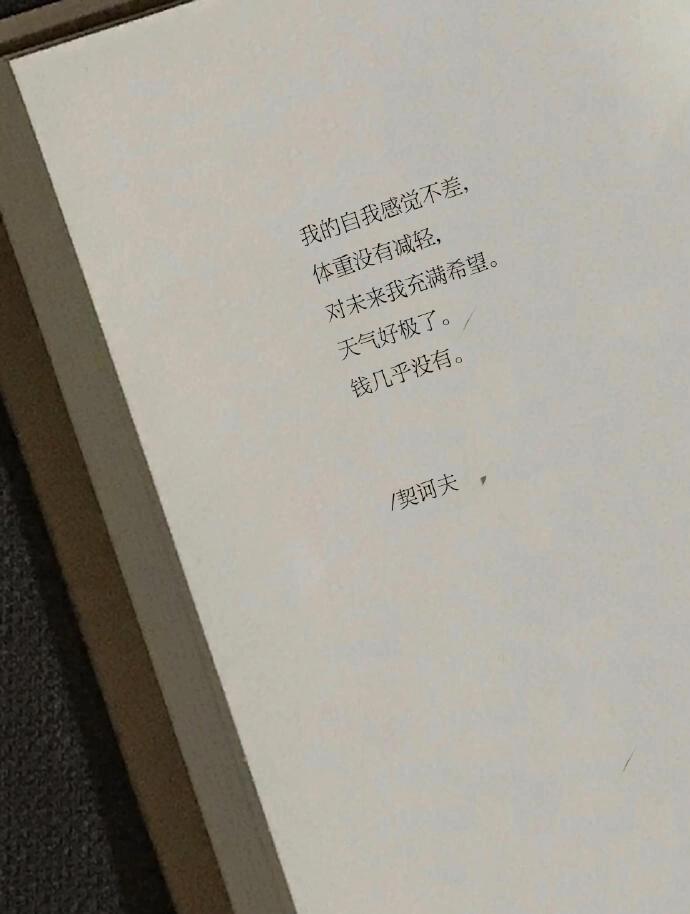 我的自我感觉不差,
体重没有减轻,
对未来我充满希望。
天气好极了。
钱几乎没有。
/契诃夫